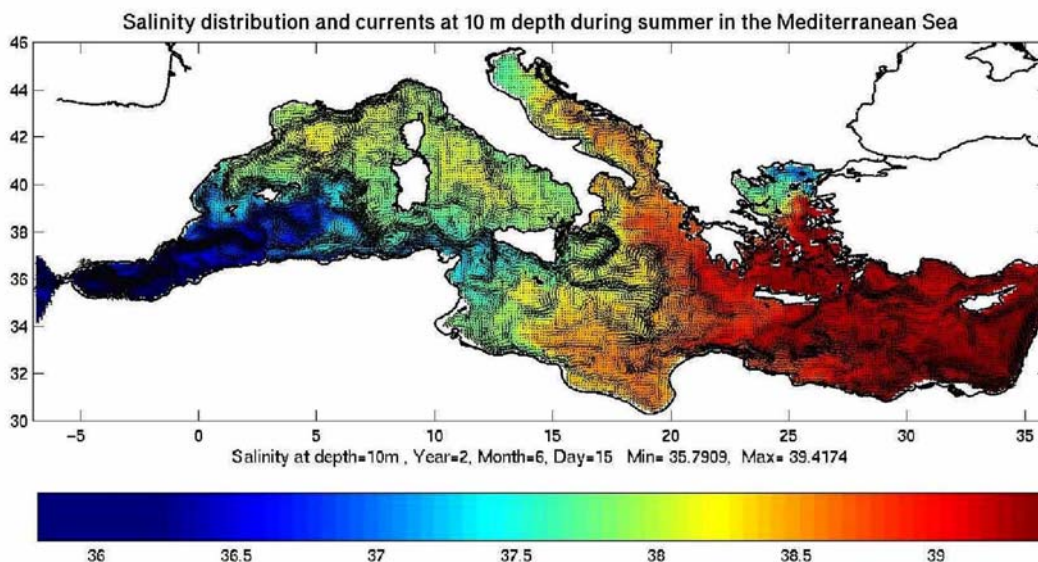 Salinity distribution and currents at 10 m depth during summer in the Mediterranean Sea
46
44
42
40
38
36
34
32
30
−5 0 5 10 15 20 25 30 35
Salinity at depth=10m , Year=2, Month=6, Day=15 Min= 35.7909, Max= 39.4174
36 36.5 37 37.5 38 38.5 39